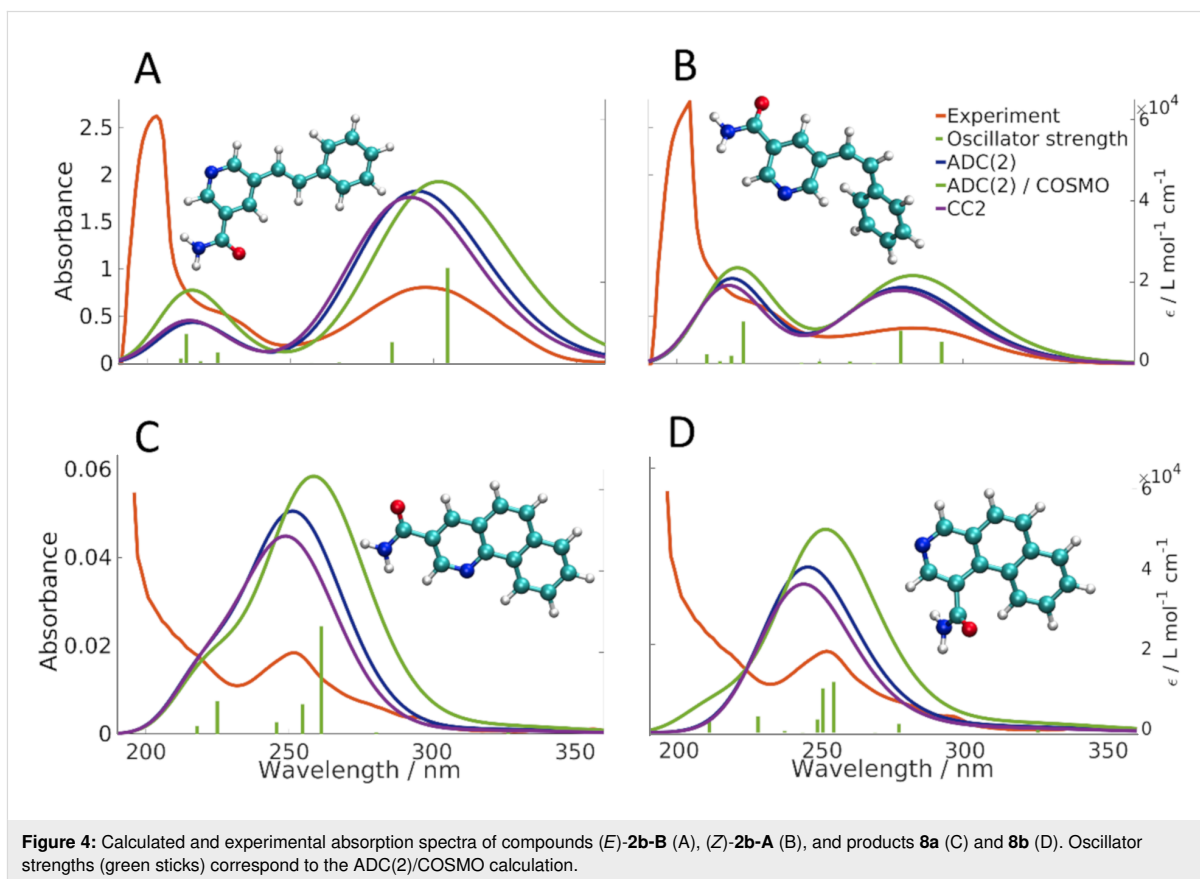 A
B
2.5
2
1.5
1
0.5
0
Absorbance
Experiment
Oscillator strength
ADC(2)
ADC(2) / COSMO
CC2
×10⁴
6
4
2
0
ϵ / L mol⁻¹ cm⁻¹
C
D
0.06
0.04
0.02
0
Absorbance
200 250 300 350
Wavelength / nm
200 250 300 350
Wavelength / nm
×10⁴
6
4
2
0
ϵ / L mol⁻¹ cm⁻¹
Figure 4: Calculated and experimental absorption spectra of compounds (E)-2b-B (A), (Z)-2b-A (B), and products 8a (C) and 8b (D). Oscillator
strengths (green sticks) correspond to the ADC(2)/COSMO calculation.